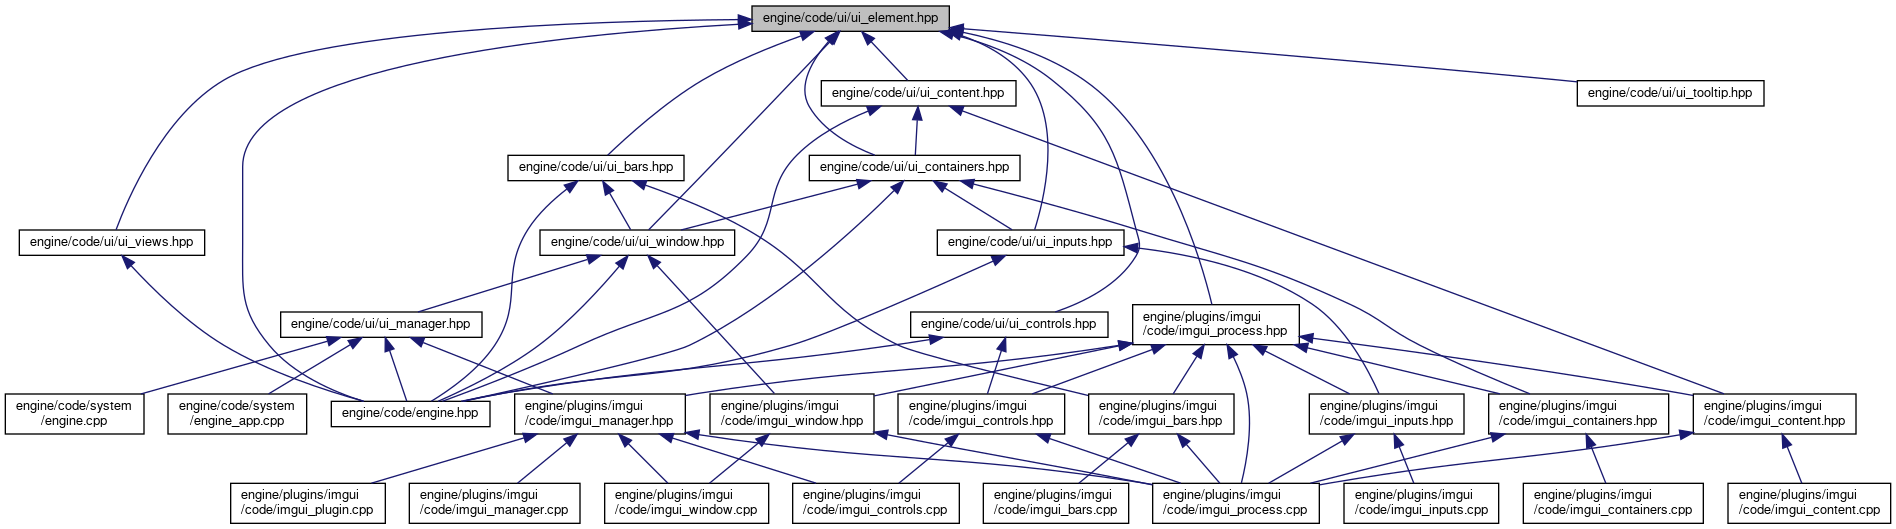 engine/code/ui/ui_element.hpp
engine/code/ui/ui_content.hpp
engine/code/ui/ui_tooltip.hpp
engine/code/ui/ui_bars.hpp
engine/code/ui/ui_containers.hpp
engine/code/ui/ui_views.hpp
engine/code/ui/ui_window.hpp
engine/code/ui/ui_inputs.hpp
engine/code/ui/ui_manager.hpp
engine/code/ui/ui_controls.hpp
engine/plugins/imgui
/code/imgui_process.hpp
engine/code/system
/engine.cpp
engine/code/system
/engine_app.cpp
engine/code/engine.hpp
engine/plugins/imgui
/code/imgui_manager.hpp
engine/plugins/imgui
/code/imgui_window.hpp
engine/plugins/imgui
/code/imgui_controls.hpp
engine/plugins/imgui
/code/imgui_bars.hpp
engine/plugins/imgui
/code/imgui_inputs.hpp
engine/plugins/imgui
/code/imgui_containers.hpp
engine/plugins/imgui
/code/imgui_content.hpp
engine/plugins/imgui
/code/imgui_plugin.cpp
engine/plugins/imgui
/code/imgui_manager.cpp
engine/plugins/imgui
/code/imgui_window.cpp
engine/plugins/imgui
/code/imgui_controls.cpp
engine/plugins/imgui
/code/imgui_bars.cpp
engine/plugins/imgui
/code/imgui_process.cpp
engine/plugins/imgui
/code/imgui_inputs.cpp
engine/plugins/imgui
/code/imgui_containers.cpp
engine/plugins/imgui
/code/imgui_content.cpp